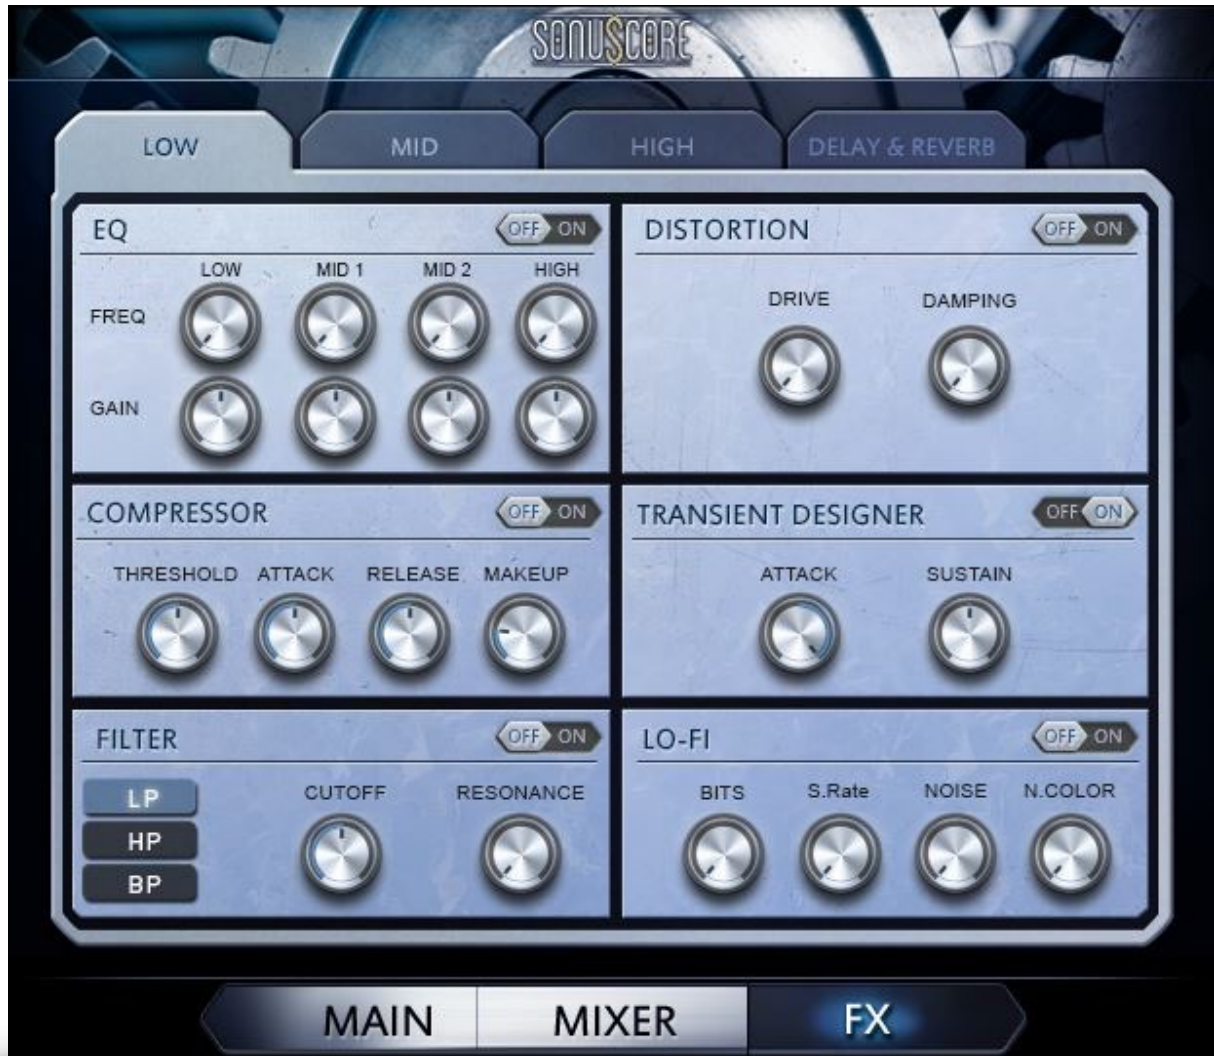 SONUSCORE
LOW MID HIGH DELAY & REVERB
EQ OFF ON
LOW MID 1 MID 2 HIGH
FREQ
GAIN
DISTORTION OFF ON
DRIVE DAMPING
COMPRESSOR OFF ON
THRESHOLD ATTACK RELEASE MAKEUP
TRANSIENT DESIGNER OFF ON
ATTACK SUSTAIN
FILTER OFF ON
LP
HP
BP
CUTOFF RESONANCE
LO-FI OFF ON
BITS S.Rate NOISE N.COLOR
MAIN MIXER FX